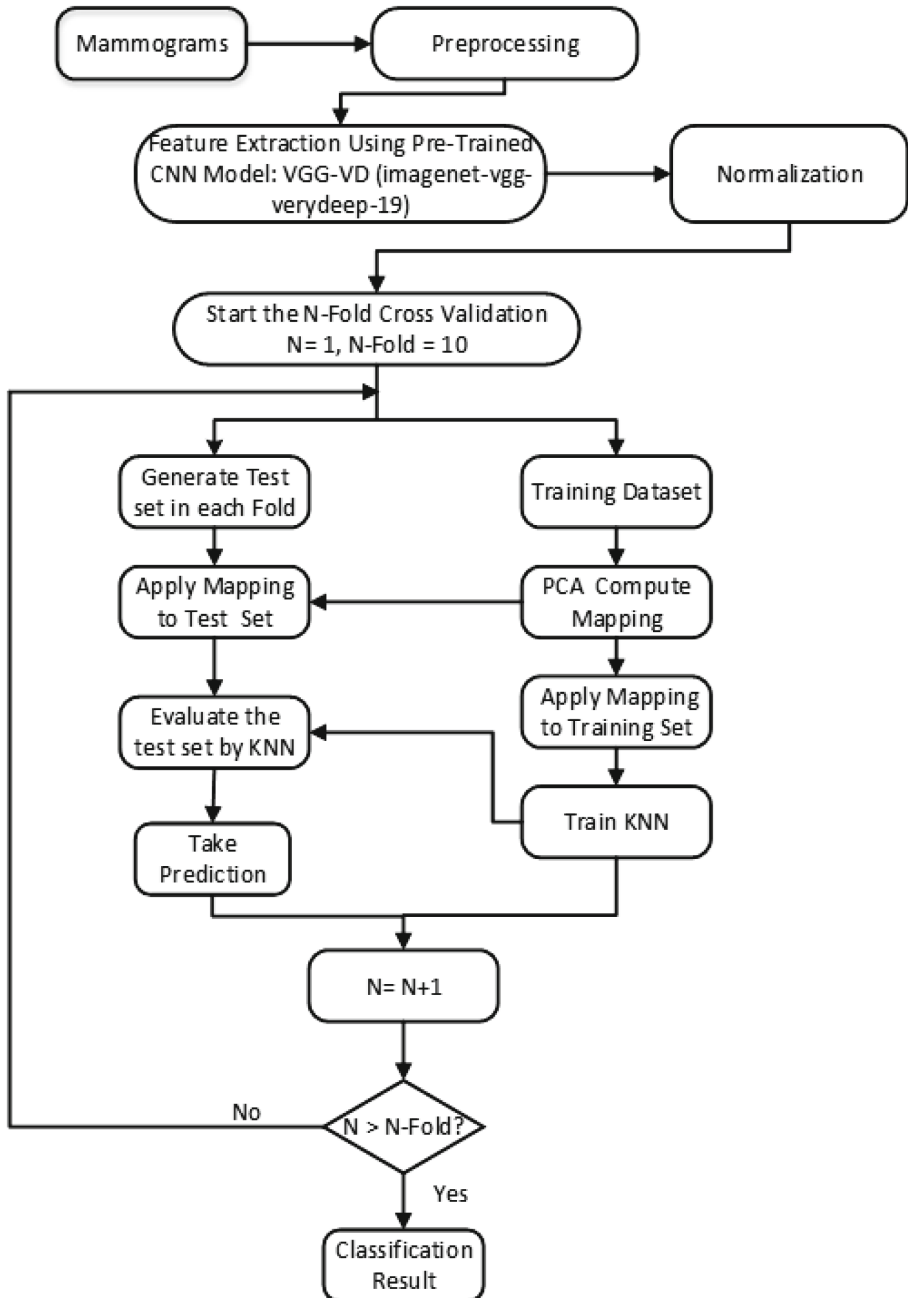 Mammograms
Preprocessing
Feature Extraction Using Pre-Trained
CNN Model: VGG-VD (imagenet-vgg-
verydeep-19)
Normalization
Start the N-Fold Cross Validation
N= 1, N-Fold = 10
Generate Test
set in each Fold
Training Dataset
Apply Mapping
to Test Set
PCA Compute
Mapping
Apply Mapping
to Training Set
Evaluate the
test set by KNN
Train KNN
Take
Prediction
N= N+1
N > N-Fold?
No
Yes
Classification
Result